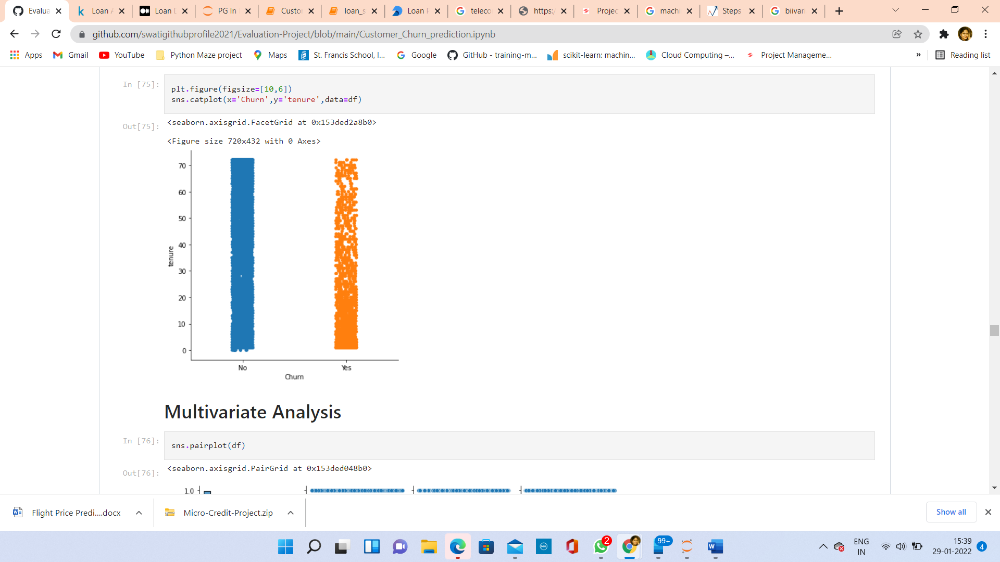 Evalua
Loan A
Loan D
PG In
Custo
loan_s
Loan P
teleco
https:/
Projec
machi
Steps
biivari
github.com/swatigithubprofile2021/Evaluation-Project/blob/main/Customer_Churn_prediction.ipynb
Apps
Gmail
YouTube
Python Maze project
Maps
St. Francis School, I...
Google
GitHub - training-m...
scikit-learn: machin...
Cloud Computing –...
Project Manageme...
»
Reading list
In [75]:
plt.figure(figsize=[10,6])
sns.catplot(x='Churn',y='tenure',data=df)
Out[75]:
<seaborn.axisgrid.FacetGrid at 0x153ded2a8b0>
<Figure size 720x432 with 0 Axes>
70
60
50
40
30
20
10
0
tenure
No
Yes
Churn
Multivariate Analysis
In [76]:
sns.pairplot(df)
Out[76]:
<seaborn.axisgrid.PairGrid at 0x153ded048b0>
1.0
Flight Price Predi....docx
Micro-Credit-Project.zip
Show all
2
99+
ENG
IN
15:39
29-01-2022
4